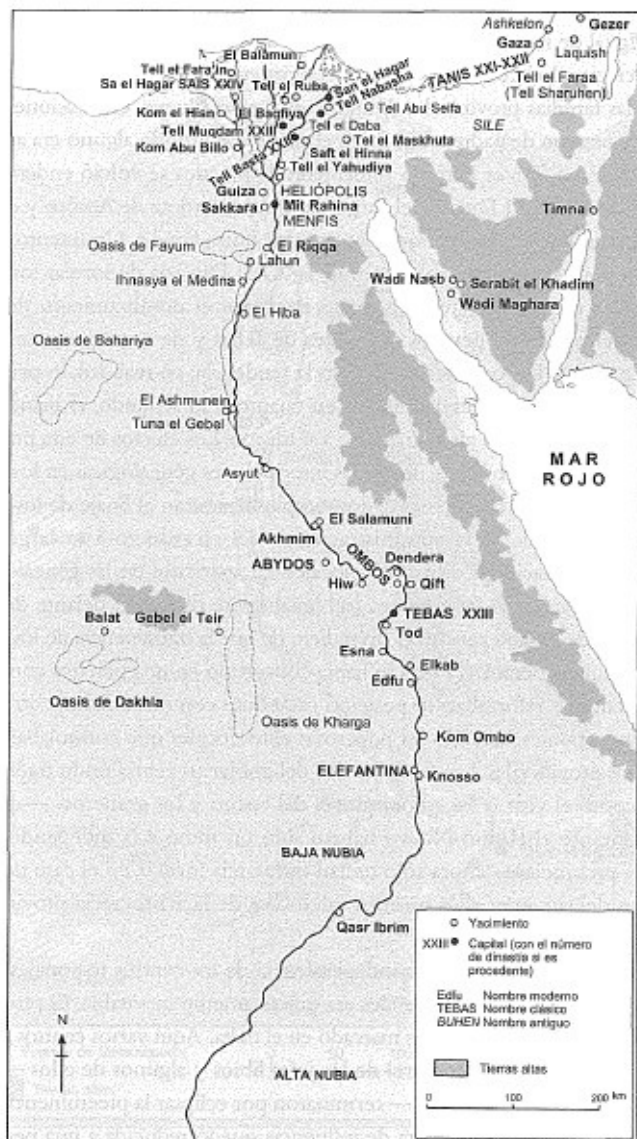 Ashkelon
Gezer
Gaza
Laquish
El Balamun
Tell el Fara'in
Tell el Ruba
San el Hagar
TANIS XXI-XXII
Tell el Faraa
(Tell Sharuhen)
Sa el Hagar SAIS XXIV
Tell Nabasha
Kom el Hisn
El Baqfiya
Tell Abu Seifa
SILE
Tell Muqdam XXIII
Tell el Daba
Tel el Maskhuta
Kom Abu Billo
Tell Basta XXII
Saft el Hinna
Tell el Yahudiya
Guiza
HELIÓPOLIS
Sakkara
Mit Rahina
MENFIS
Timna
Oasis de Fayum
El Riqqa
Lahun
Ihnasya el Medina
Wadi Nasb
Serabit el Khadim
Wadi Maghara
El Hiba
Oasis de Bahariya
El Ashmunein
Tuna el Gebel
MAR
ROJO
Asyut
El Salamuni
Akhmim
OMBOS
Dendera
ABYDOS
Hiw
Qift
Balat
Gebel el Teir
TEBAS XXIII
Tod
Esna
Elkab
Edfu
Oasis de Dakhla
Oasis de Kharga
Kom Ombo
ELEFANTINA
Knosso
BAJA NUBIA
Qasr Ibrim
Yacimiento
XXIII Capital (con el número
de dinastía si es
procedente)
Edfu Nombre moderno
TEBAS Nombre clásico
BUHEN Nombre antiguo
Tierras altas
N
ALTA NUBIA
0 100 200
km